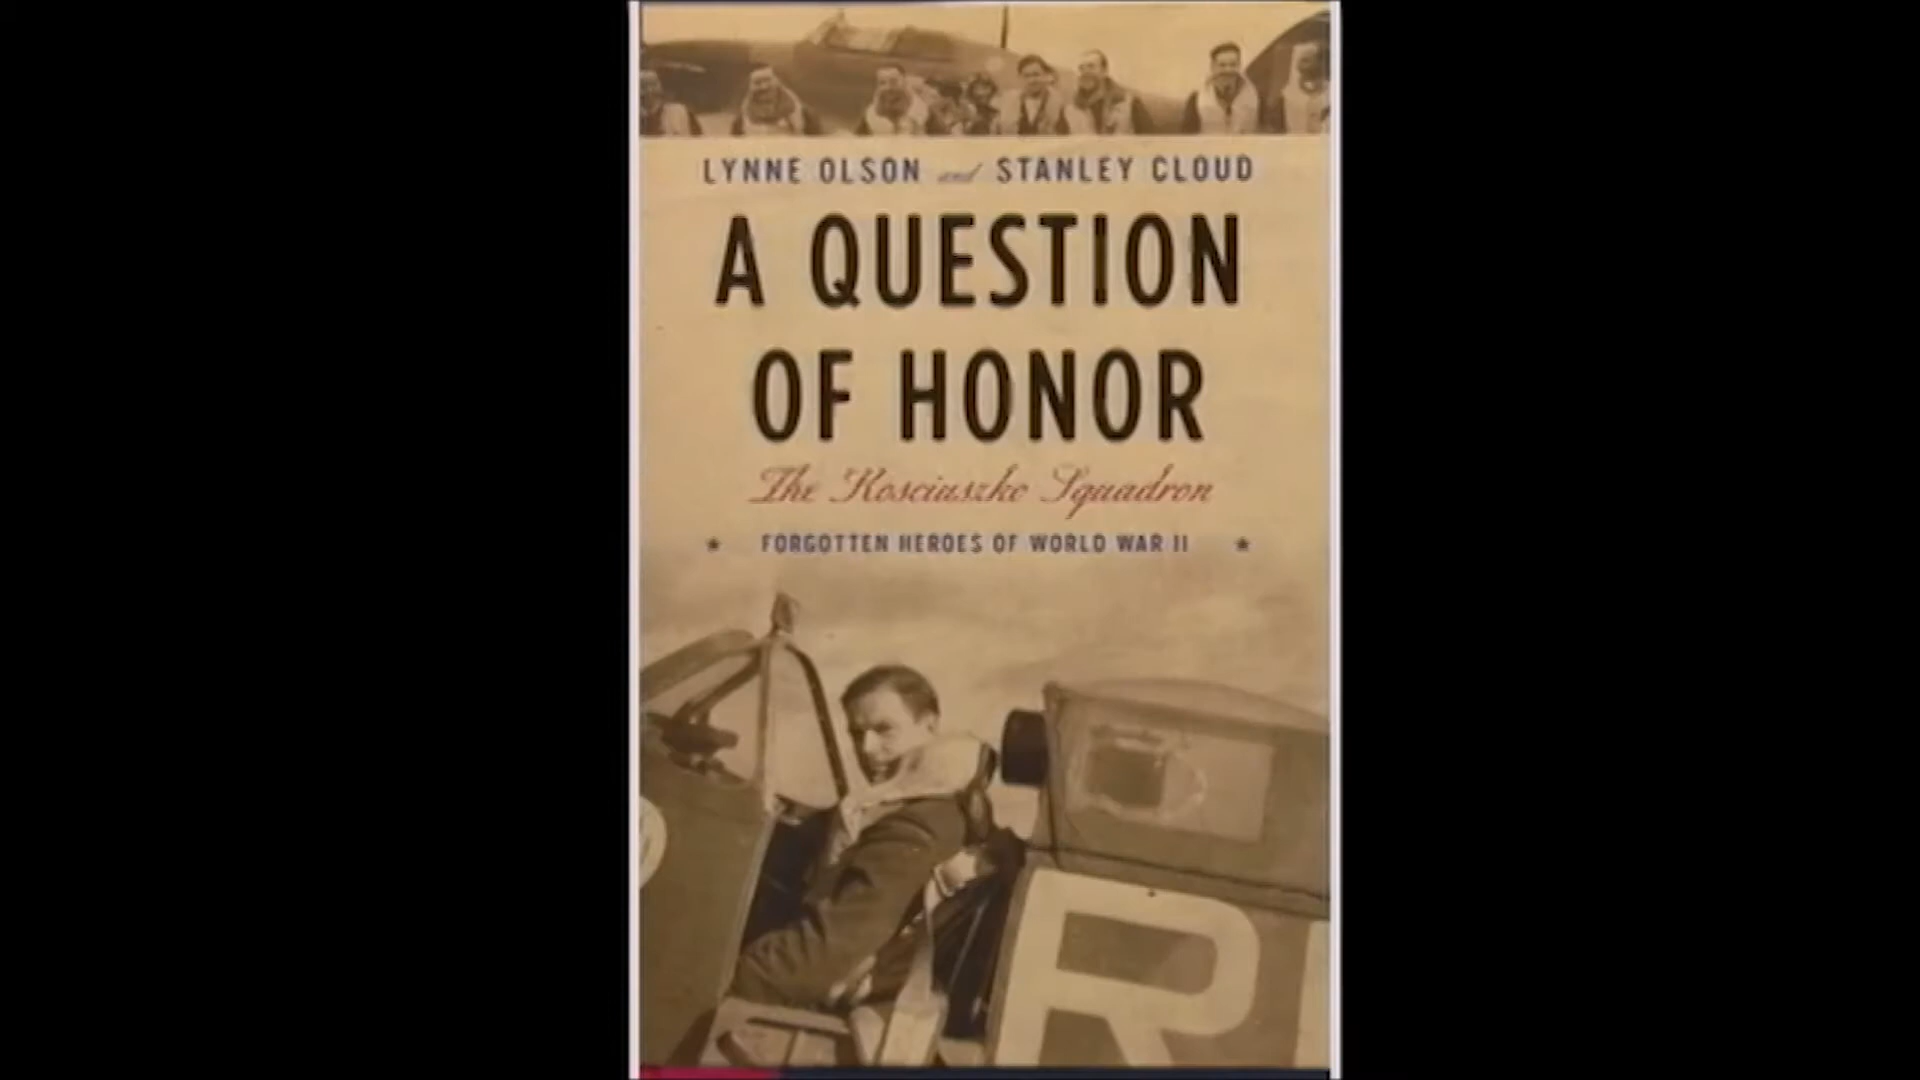 LYNNE OLSON and STANLEY CLOUD
A QUESTION
OF HONOR
The Kosciuszko Squadron
★ FORGOTTEN HEROES OF WORLD WAR II ★
R